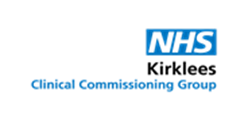 NHS
Kirklees
Clinical Commissioning Group